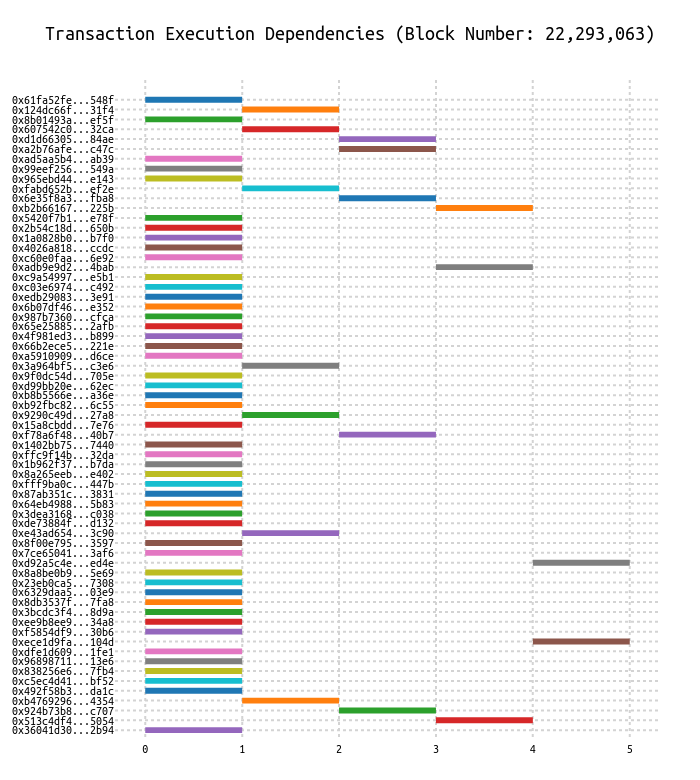 Transaction Execution Dependencies (Block Number: 22,293,063)
0x61fa52fe...548f
0x124dc66f...31f4
0x8b01493a...ef5f
0x607542c0...32ca
0xd1d66305...84ae
0xa2b76afe...c47c
0xad5aa5b4...ab39
0x99eef256...549a
0x965ebd44...e143
0xfabd652b...ef2e
0x6e35f8a3...fba8
0xb2b66167...225b
0x5420f7b1...e78f
0x2b54c18d...650b
0x1a0828b0...b7f0
0x4026a818...ccdc
0xc60e0faa...6e92
0xadb9e9d2...4bab
0xc9a54997...e5b1
0xc03e6974...c492
0xedb29083...3e91
0x6b07df46...e352
0x987b7360...cfca
0x65e25885...2afb
0x4f981ed3...b899
0x66b2ece5...221e
0xa5910909...d6ce
0x3a964bf5...c3e6
0x9f0dc54d...705e
0xd99bb20e...62ec
0xb8b5566e...a36e
0xb92fbc82...6c55
0x9290c49d...27a8
0x15a8cbdd...7e76
0xf78a6f48...40b7
0x1402bb75...7440
0xffc9f14b...32da
0x1b962f37...b7da
0x8a265eeb...e402
0xfff9ba0c...447b
0x87ab351c...3831
0x64eb4988...5b83
0x3dea3168...c038
0xde73884f...d132
0xe43ad654...3c90
0x8f00e795...3597
0x7ce65041...3af6
0xd92a5c4e...ed4e
0x8a8be0b9...5e69
0x23eb0ca5...7308
0x6329daa5...03e9
0x8db3537f...7fa8
0x3bcdc3f4...8d9a
0xee9b8ee9...34a8
0xf5854df9...30b6
0xece1d9fa...104d
0xdfe1d609...1fe1
0x96898711...13e6
0x838256e6...7fb4
0xc5ec4d41...bf52
0x492f58b3...da1c
0xb4769296...4354
0x924b73b8...c707
0x513c4df4...5054
0x36041d30...2b94
0 1 2 3 4 5